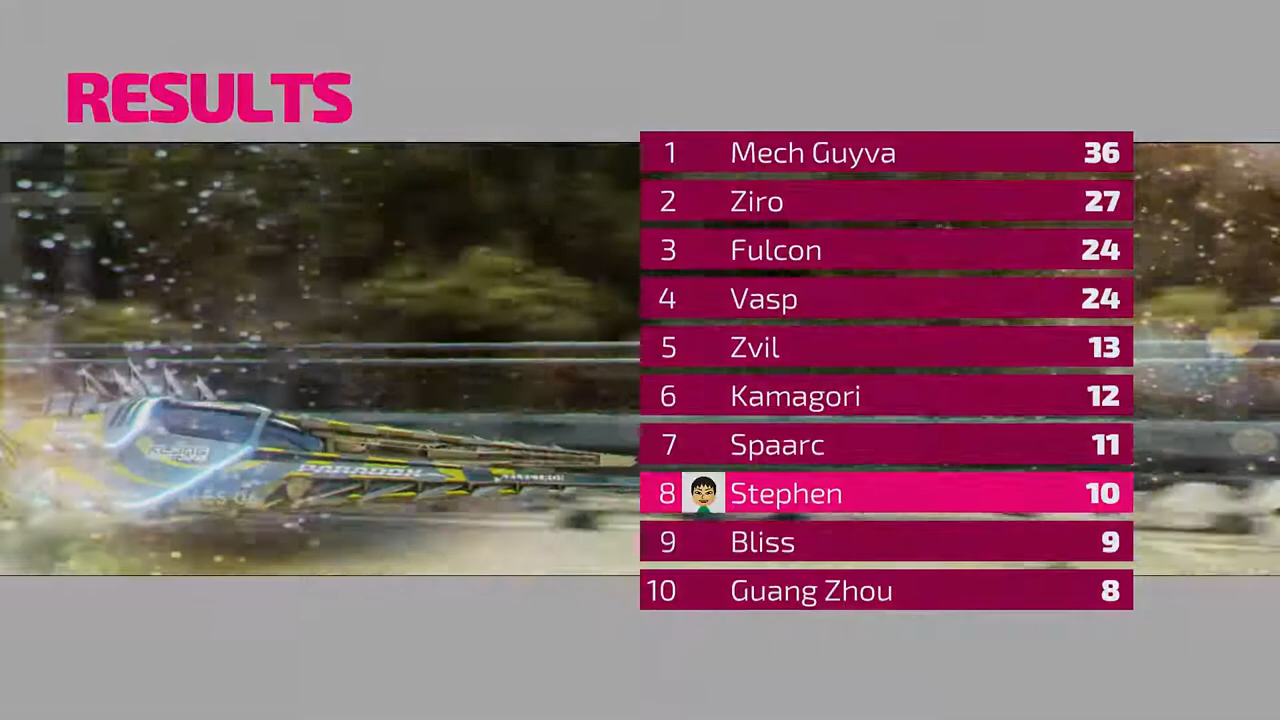 RESULTS
1 Mech Guyva 36
2 Ziro 27
3 Fulcon 24
4 Vasp 24
5 Zvil 13
6 Kamagori 12
7 Spaarc 11
8 Stephen 10
9 Bliss 9
10 Guang Zhou 8
PARADOX